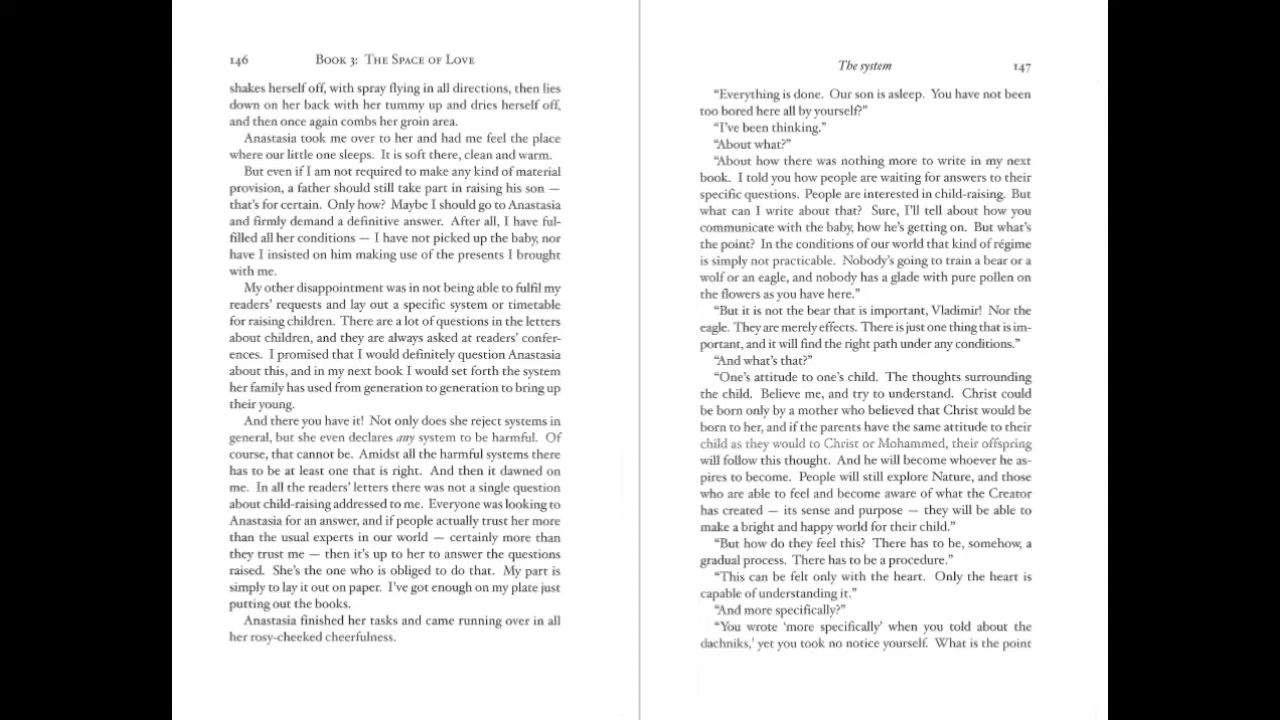 146 BOOK 3: THE SPACE OF LOVE
shakes herself off, with spray flying in all directions, then lies
down on her back with her tummy up and dries herself off,
and then once again combs her groin area.
Anastasia took me over to her and had me feel the place
where our little one sleeps. It is soft there, clean and warm.
But even if I am not required to make any kind of material
provision, a father should still take part in raising his son —
that's for certain. Only how? Maybe I should go to Anastasia
and firmly demand a definitive answer. After all, I have ful-
filled all her conditions — I have not picked up the baby, nor
have I insisted on him making use of the presents I brought
with me.
My other disappointment was in not being able to fulfil my
readers' requests and lay out a specific system or timetable
for raising children. There are a lot of questions in the letters
about children, and they are always asked at readers' confer-
ences. I promised that I would definitely question Anastasia
about this, and in my next book I would set forth the system
her family has used from generation to generation to bring up
their young.
And there you have it! Not only does she reject systems in
general, but she even declares any system to be harmful. Of
course, that cannot be. Amidst all the harmful systems there
has to be at least one that is right. And then it dawned on
me. In all the readers' letters there was not a single question
about child-raising addressed to me. Everyone was looking to
Anastasia for an answer, and if people actually trust her more
than the usual experts in our world — certainly more than
they trust me — then it's up to her to answer the questions
raised. She's the one who is obliged to do that. My part is
simply to lay it out on paper. I've got enough on my plate just
putting out the books.
Anastasia finished her tasks and came running over in all
her rosy-cheeked cheerfulness.
The system 147
“Everything is done. Our son is asleep. You have not been
too bored here all by yourself?”
“I've been thinking.”
“About what?”
“About how there was nothing more to write in my next
book. I told you how people are waiting for answers to their
specific questions. People are interested in child-raising. But
what can I write about that? Sure, I'll tell about how you
communicate with the baby, how he's getting on. But what's
the point? In the conditions of our world that kind of régime
is simply not practicable. Nobody's going to train a bear or a
wolf or an eagle, and nobody has a glade with pure pollen on
the flowers as you have here.”
“But it is not the bear that is important, Vladimir! Nor the
eagle. They are merely effects. There is just one thing that is im-
portant, and it will find the right path under any conditions.”
“And what's that?”
“One's attitude to one's child. The thoughts surrounding
the child. Believe me, and try to understand. Christ could
be born only by a mother who believed that Christ would be
born to her, and if the parents have the same attitude to their
child as they would to Christ or Mohammed, their offspring
will follow this thought. And he will become whoever he as-
pires to become. People will still explore Nature, and those
who are able to feel and become aware of what the Creator
has created — its sense and purpose — they will be able to
make a bright and happy world for their child.”
“But how do they feel this? There has to be, somehow, a
gradual process. There has to be a procedure.”
“This can be felt only with the heart. Only the heart is
capable of understanding it.”
“And more specifically?”
“You wrote ‘more specifically’ when you told about the
dachniks,¹ yet you took no notice yourself. What is the point